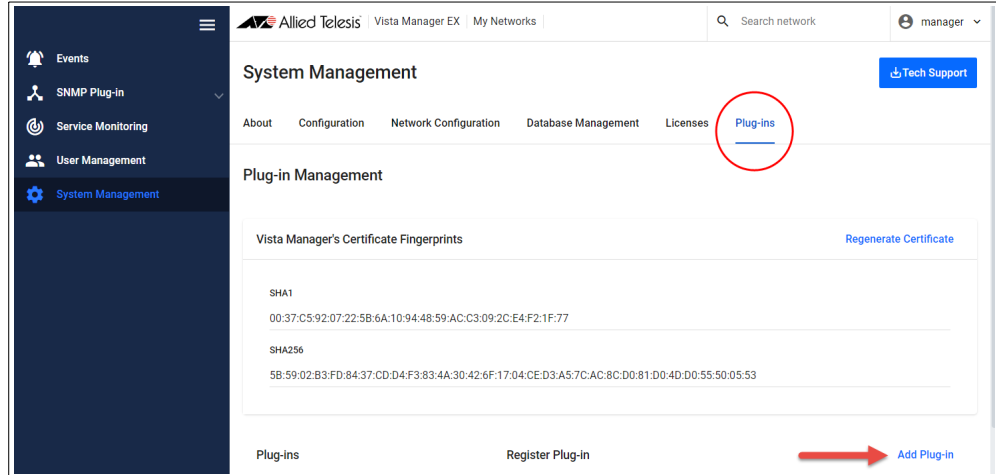 Allied Telesis Vista Manager EX My Networks Search network manager
Events
System Management Tech Support
SNMP Plug-in
About Configuration Network Configuration Database Management Licenses Plug-ins
Service Monitoring
User Management
Plug-in Management
System Management
Vista Manager's Certificate Fingerprints Regenerate Certificate
SHA1
00:37:C5:92:07:22:5B:6A:10:94:48:59:AC:C3:09:2C:E4:F2:1F:77
SHA256
5B:59:02:B3:FD:84:37:CD:D4:F3:83:4A:30:42:6F:17:04:CE:D3:A5:7C:AC:8C:D0:81:D0:4D:D0:55:50:05:53
Plug-ins Register Plug-in Add Plug-in